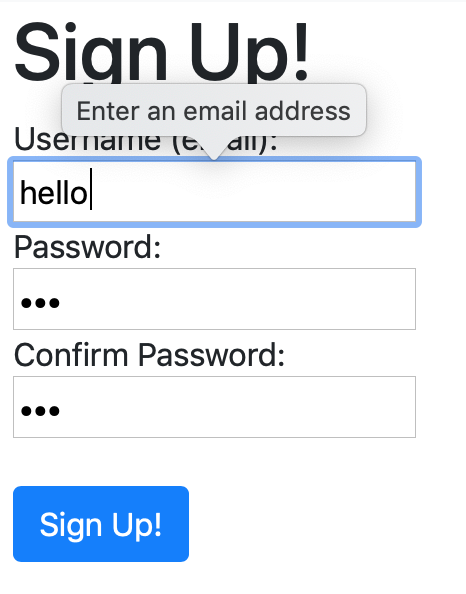 Sign Up!
Enter an email address
Username (email):
hello
Password:
Confirm Password:
Sign Up!